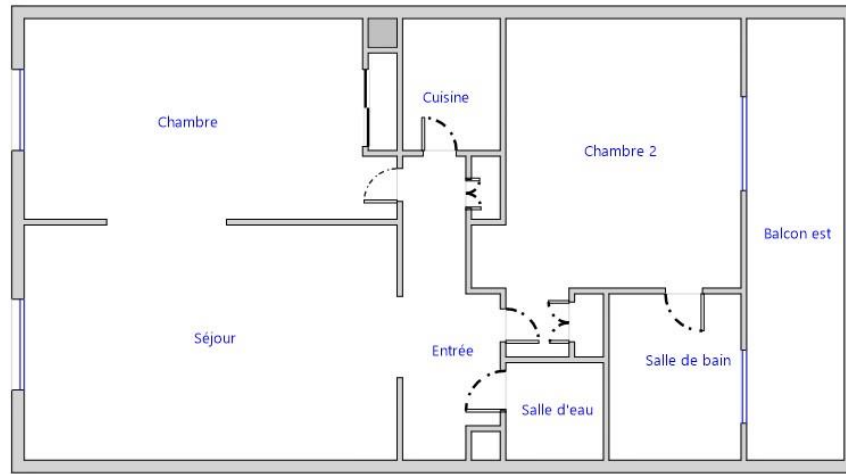 Chambre
Cuisine
Chambre 2
Balcon est
Séjour
Entrée
Salle de bain
Salle d'eau